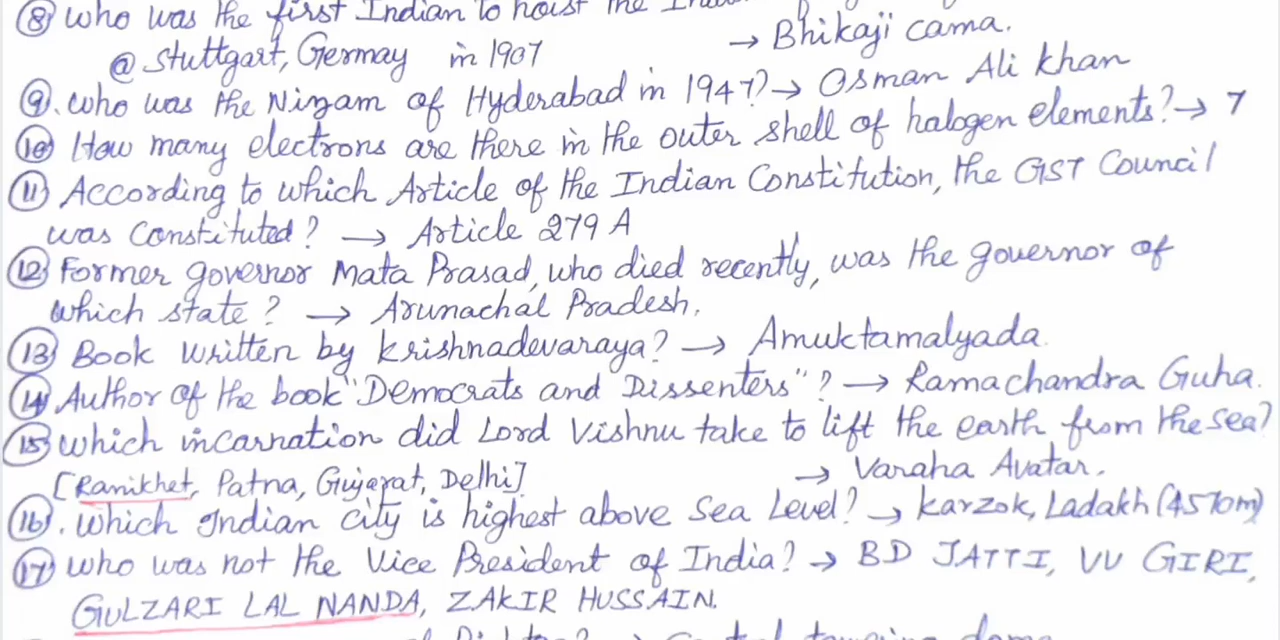 ⑧ who was the first Indian to hoist the
@ Stuttgart, Germay in 1907 → Bhikaji cama.
⑨. who was the Nizam of Hyderabad in 1947? → Osman Ali Khan
⑩ How many electrons are there in the outer shell of halogen elements? → 7
⑪ According to which Article of the Indian Constitution, the GST Council
was constituted? → Article 279 A
⑫ Former governor Mata Prasad, who died recently, was the governor of
which state? → Arunachal Pradesh.
⑬ Book written by Krishnadevaraya? → Amuktamalyada.
⑭ Author of the book "Democrats and Dissenters"? → Ramachandra Guha.
⑮ which incarnation did Lord Vishnu take to lift the earth from the sea?
[Ranikhet, Patna, Gujarat, Delhi] → Varaha Avatar.
⑯. which Indian city is highest above Sea Level? → Karzok, Ladakh (4570m)
⑰ who was not the Vice President of India? → BD JATTI, VV GIRI,
GULZARI LAL NANDA, ZAKIR HUSSAIN.